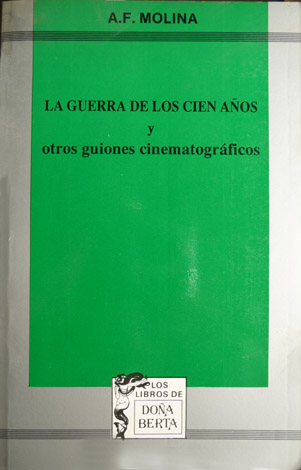 A.F. MOLINA
LA GUERRA DE LOS CIEN AÑOS
y
otros guiones cinematográficos
LOS
LIBROS DE
DOÑA
BERTA